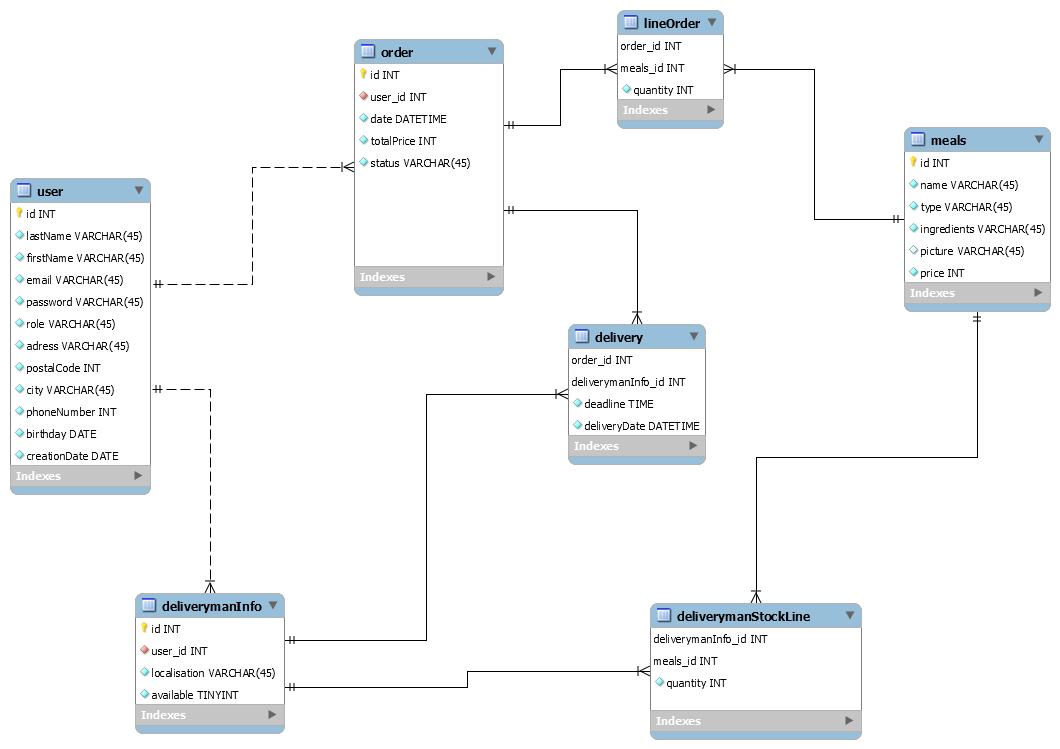 lineOrder
order_id INT
meals_id INT
quantity INT
Indexes
order
id INT
user_id INT
date DATETIME
totalPrice INT
status VARCHAR(45)
Indexes
meals
id INT
name VARCHAR(45)
type VARCHAR(45)
ingredients VARCHAR(45)
picture VARCHAR(45)
price INT
Indexes
user
id INT
lastName VARCHAR(45)
firstName VARCHAR(45)
email VARCHAR(45)
password VARCHAR(45)
role VARCHAR(45)
adress VARCHAR(45)
postalCode INT
city VARCHAR(45)
phoneNumber INT
birthday DATE
creationDate DATE
Indexes
delivery
order_id INT
deliverymanInfo_id INT
deadline TIME
deliveryDate DATETIME
Indexes
deliverymanInfo
id INT
user_id INT
localisation VARCHAR(45)
available TINYINT
Indexes
deliverymanStockLine
deliverymanInfo_id INT
meals_id INT
quantity INT
Indexes